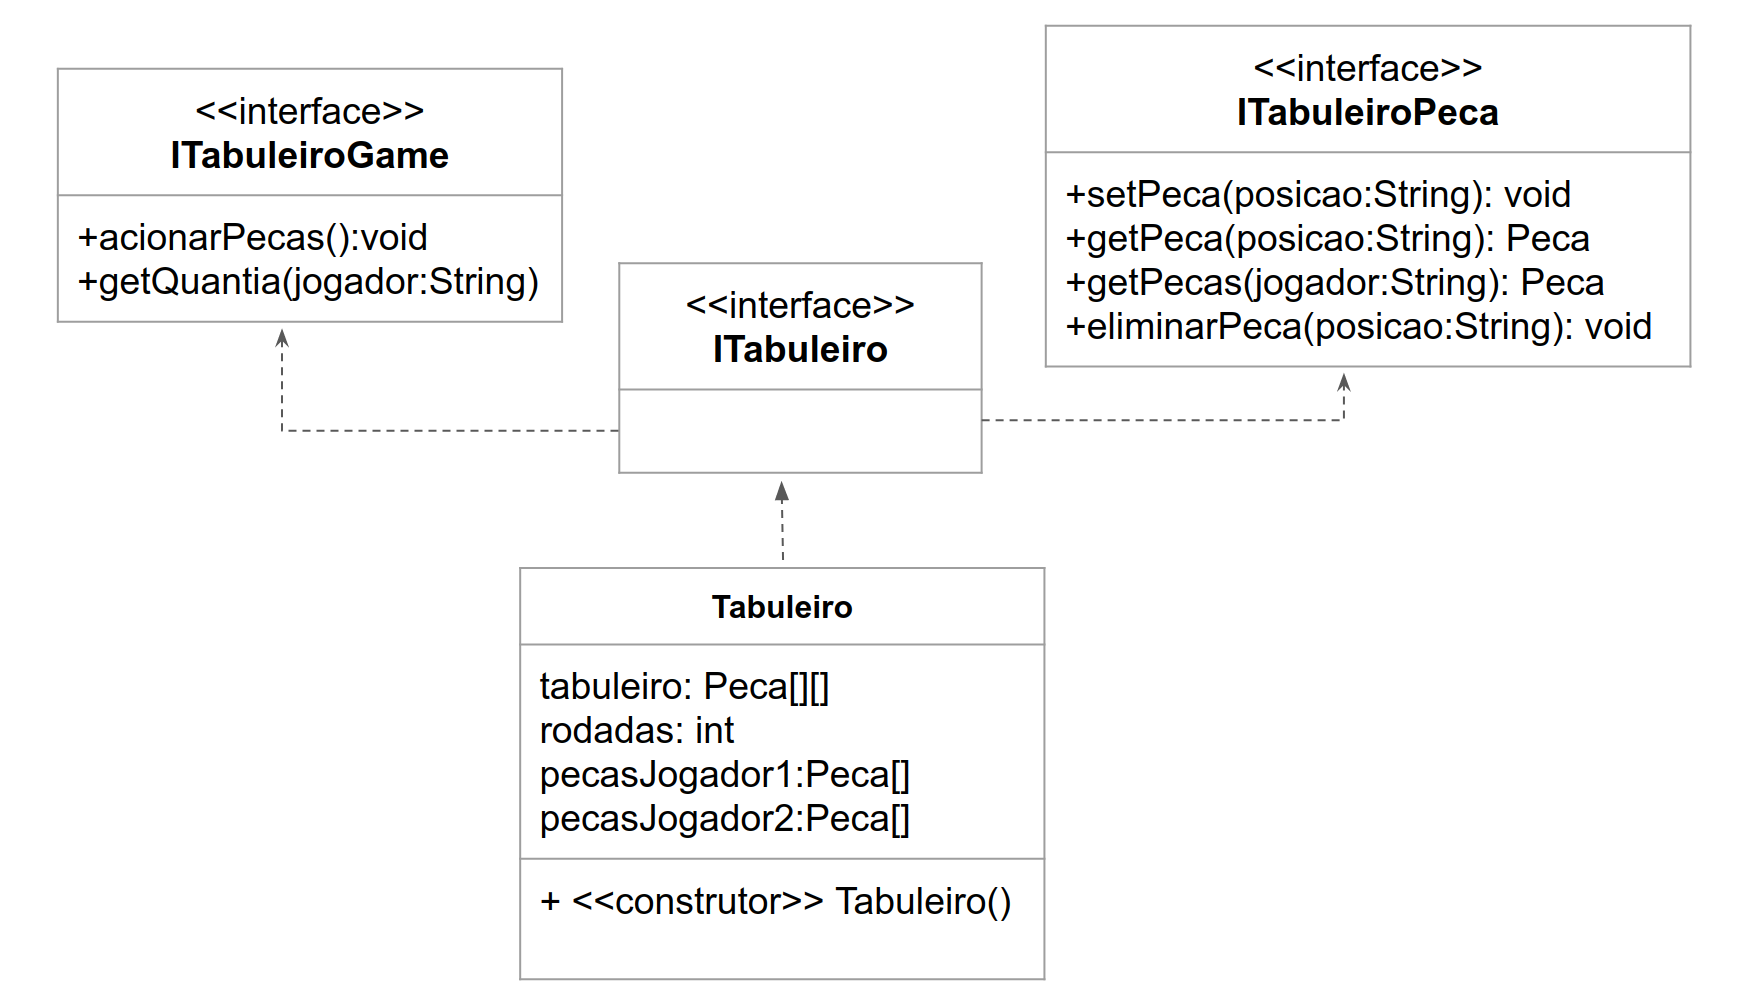 <<interface>>
ITabuleiroGame
+acionarPecas():void
+getQuantia(jogador:String)
<<interface>>
ITabuleiroPeca
+setPeca(posicao:String): void
+getPeca(posicao:String): Peca
+getPecas(jogador:String): Peca
+eliminarPeca(posicao:String): void
<<interface>>
ITabuleiro
Tabuleiro
tabuleiro: Peca[][]
rodadas: int
pecasJogador1:Peca[]
pecasJogador2:Peca[]
+ <<construtor>> Tabuleiro()